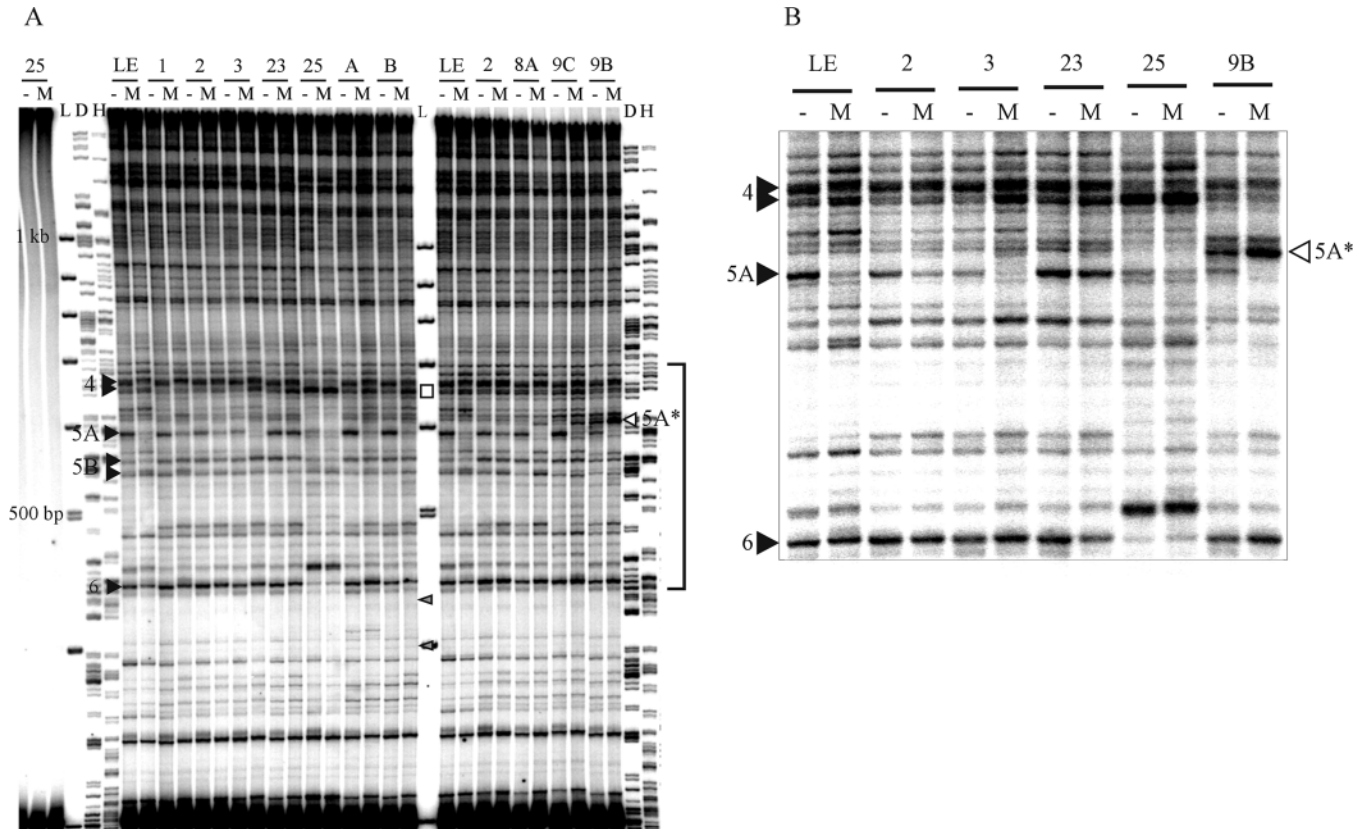 A
25 LE 1 2 3 23 25 A B LE 2 8A 9C 9B
- M - M - M - M - M - M - M - M - M - M - M - M - M - M
L D H L D H
1 kb
4
5A
5A*
5B
500 bp
6
B
LE 2 3 23 25 9B
- M - M - M - M - M - M
4
5A*
5A
6